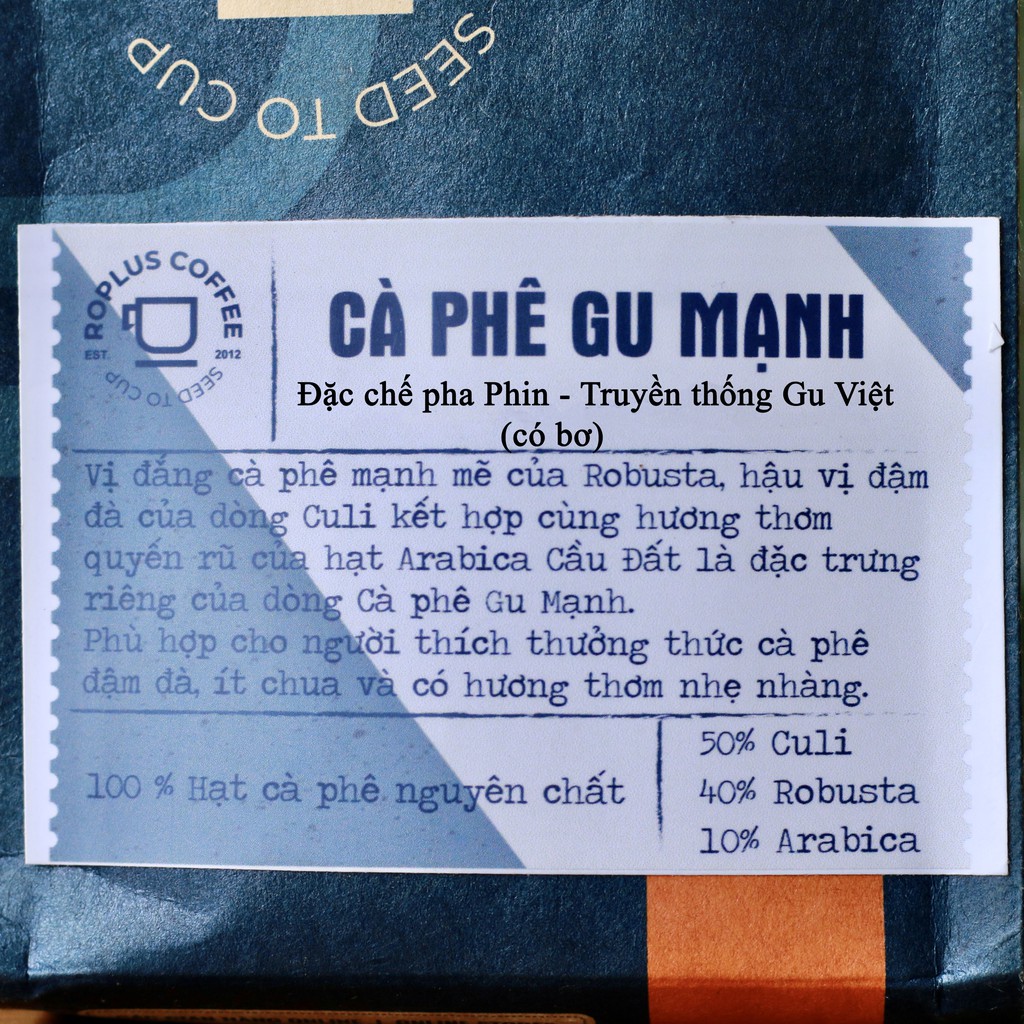 SEED TO CUP
ROPLUS COFFEE
EST. 2012
SEED TO CUP
CÀ PHÊ GU MẠNH
Đặc chế pha Phin - Truyền thống Gu Việt
(có bơ)
Vị đắng cà phê mạnh mẽ của Robusta, hậu vị đậm
đà của dòng Culi kết hợp cùng hương thơm
quyến rũ của hạt Arabica Cầu Đất là đặc trưng
riêng của dòng Cà phê Gu Mạnh.
Phù hợp cho người thích thưởng thức cà phê
đậm đà, ít chua và có hương thơm nhẹ nhàng.
100 % Hạt cà phê nguyên chất
50% Culi
40% Robusta
10% Arabica